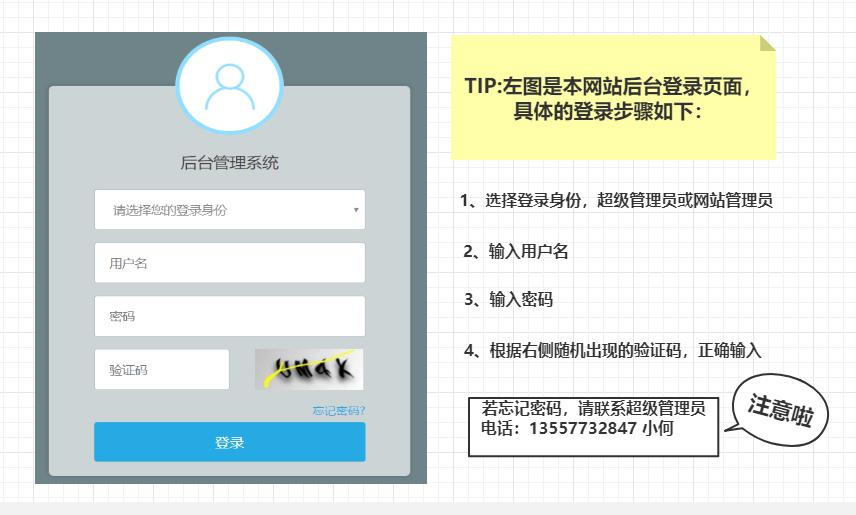 后台管理系统
请选择您的登录身份
用户名
密码
验证码
忘记密码?
登录
TIP:左图是本网站后台登录页面，
具体的登录步骤如下：
1、选择登录身份，超级管理员或网站管理员
2、输入用户名
3、输入密码
4、根据右侧随机出现的验证码，正确输入
若忘记密码，请联系超级管理员
电话：13557732847 小何
注意啦